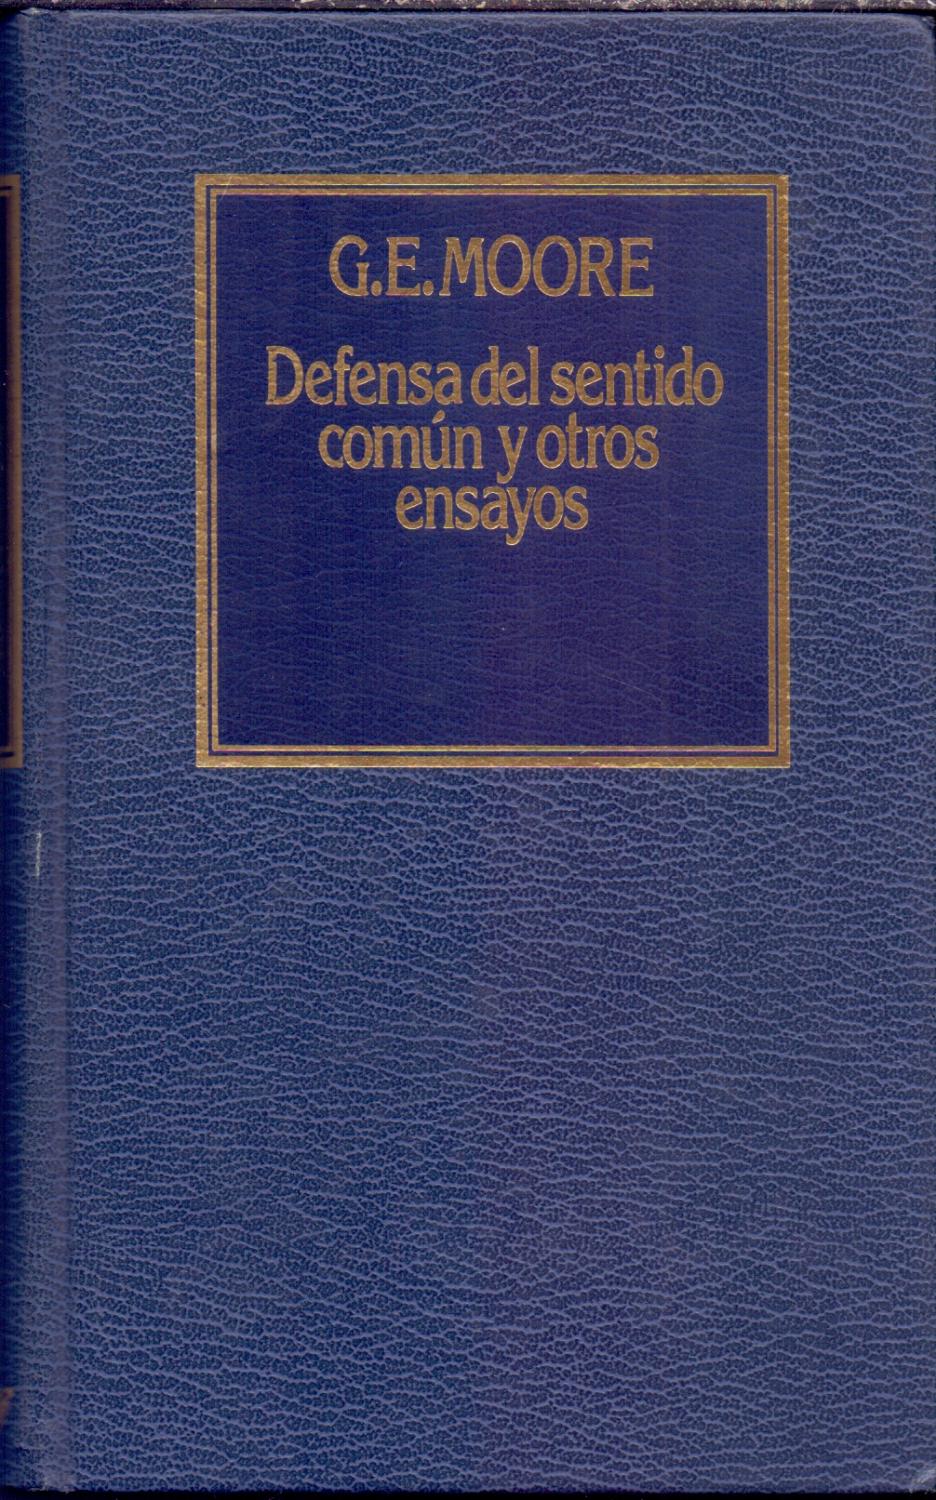 G.E. MOORE
Defensa del sentido
común y otros
ensayos